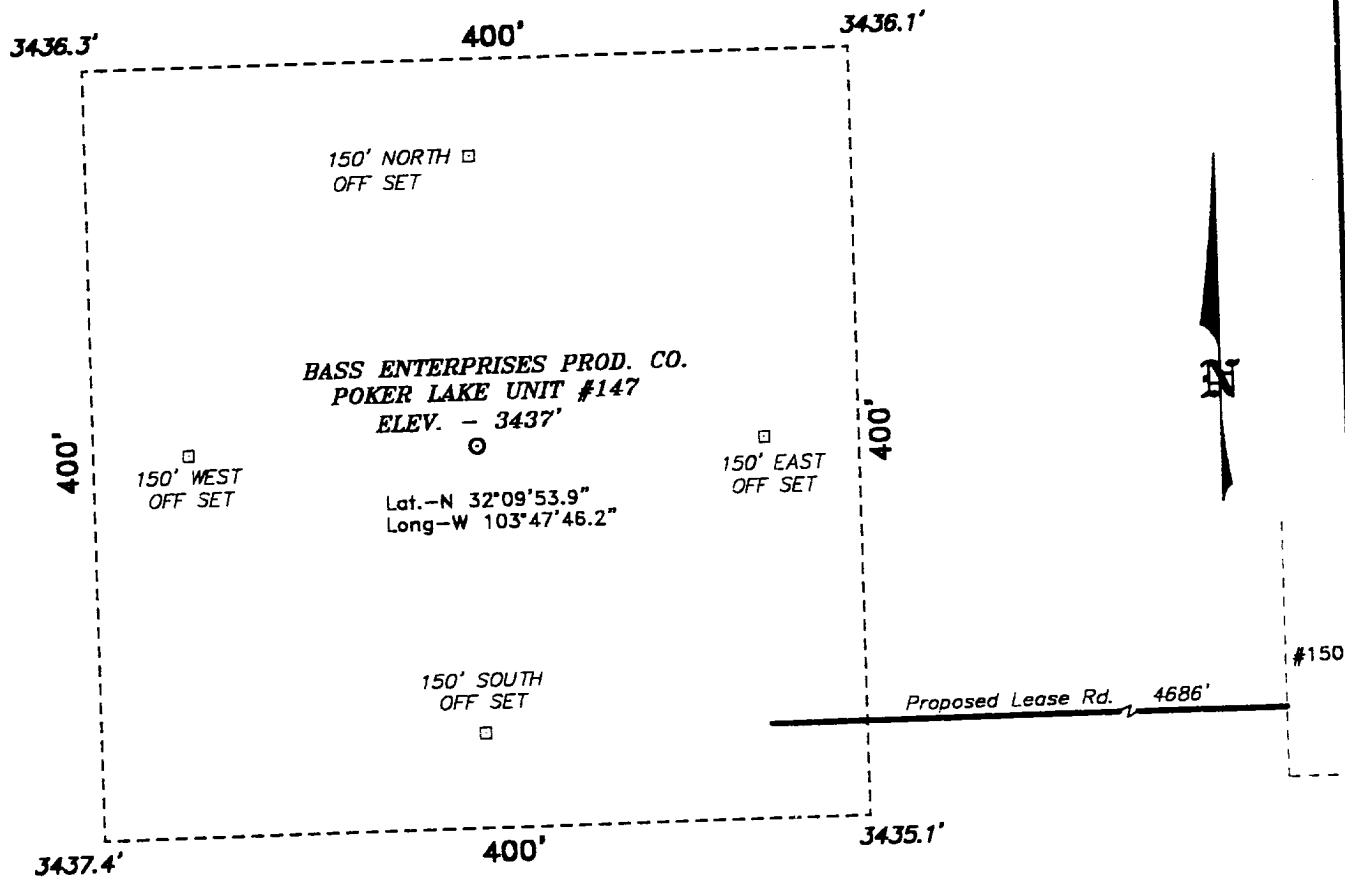 3436.3'
400'
3436.1'
150' NORTH
OFF SET
BASS ENTERPRISES PROD. CO.
POKER LAKE UNIT #147
ELEV. - 3437'
N
400'
400'
150' WEST
OFF SET
150' EAST
OFF SET
Lat.-N 32°09'53.9"
Long-W 103°47'46.2"
#150
150' SOUTH
OFF SET
Proposed Lease Rd. 4686'
3437.4'
400'
3435.1'